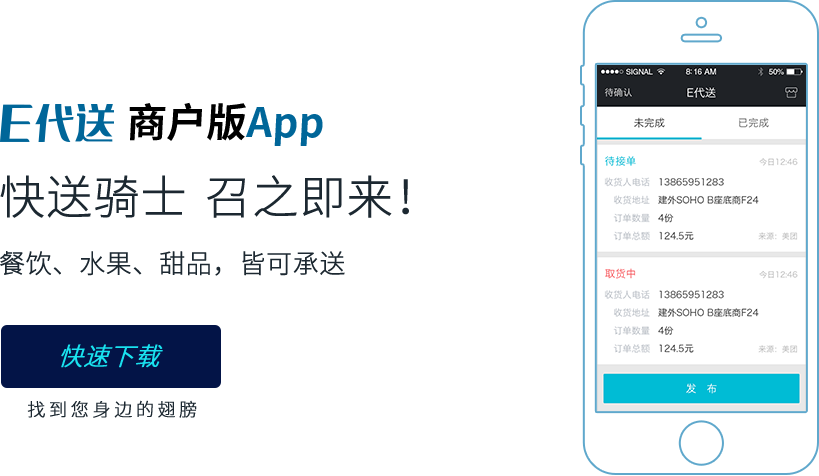 E代送 商户版App
快送骑士 召之即来！
餐饮、水果、甜品，皆可承送
快速下载
找到您身边的翅膀
SIGNAL 8:16 AM 50%
待确认 E代送
未完成 已完成
待接单 今日12:46
收货人电话 13865951283
收货地址 建外SOHO B座底商F24
订单数量 4份
订单总额 124.5元 来源：美团
取货中 今日12:46
收货人电话 13865951283
收货地址 建外SOHO B座底商F24
订单数量 4份
订单总额 124.5元 来源：美团
发 布